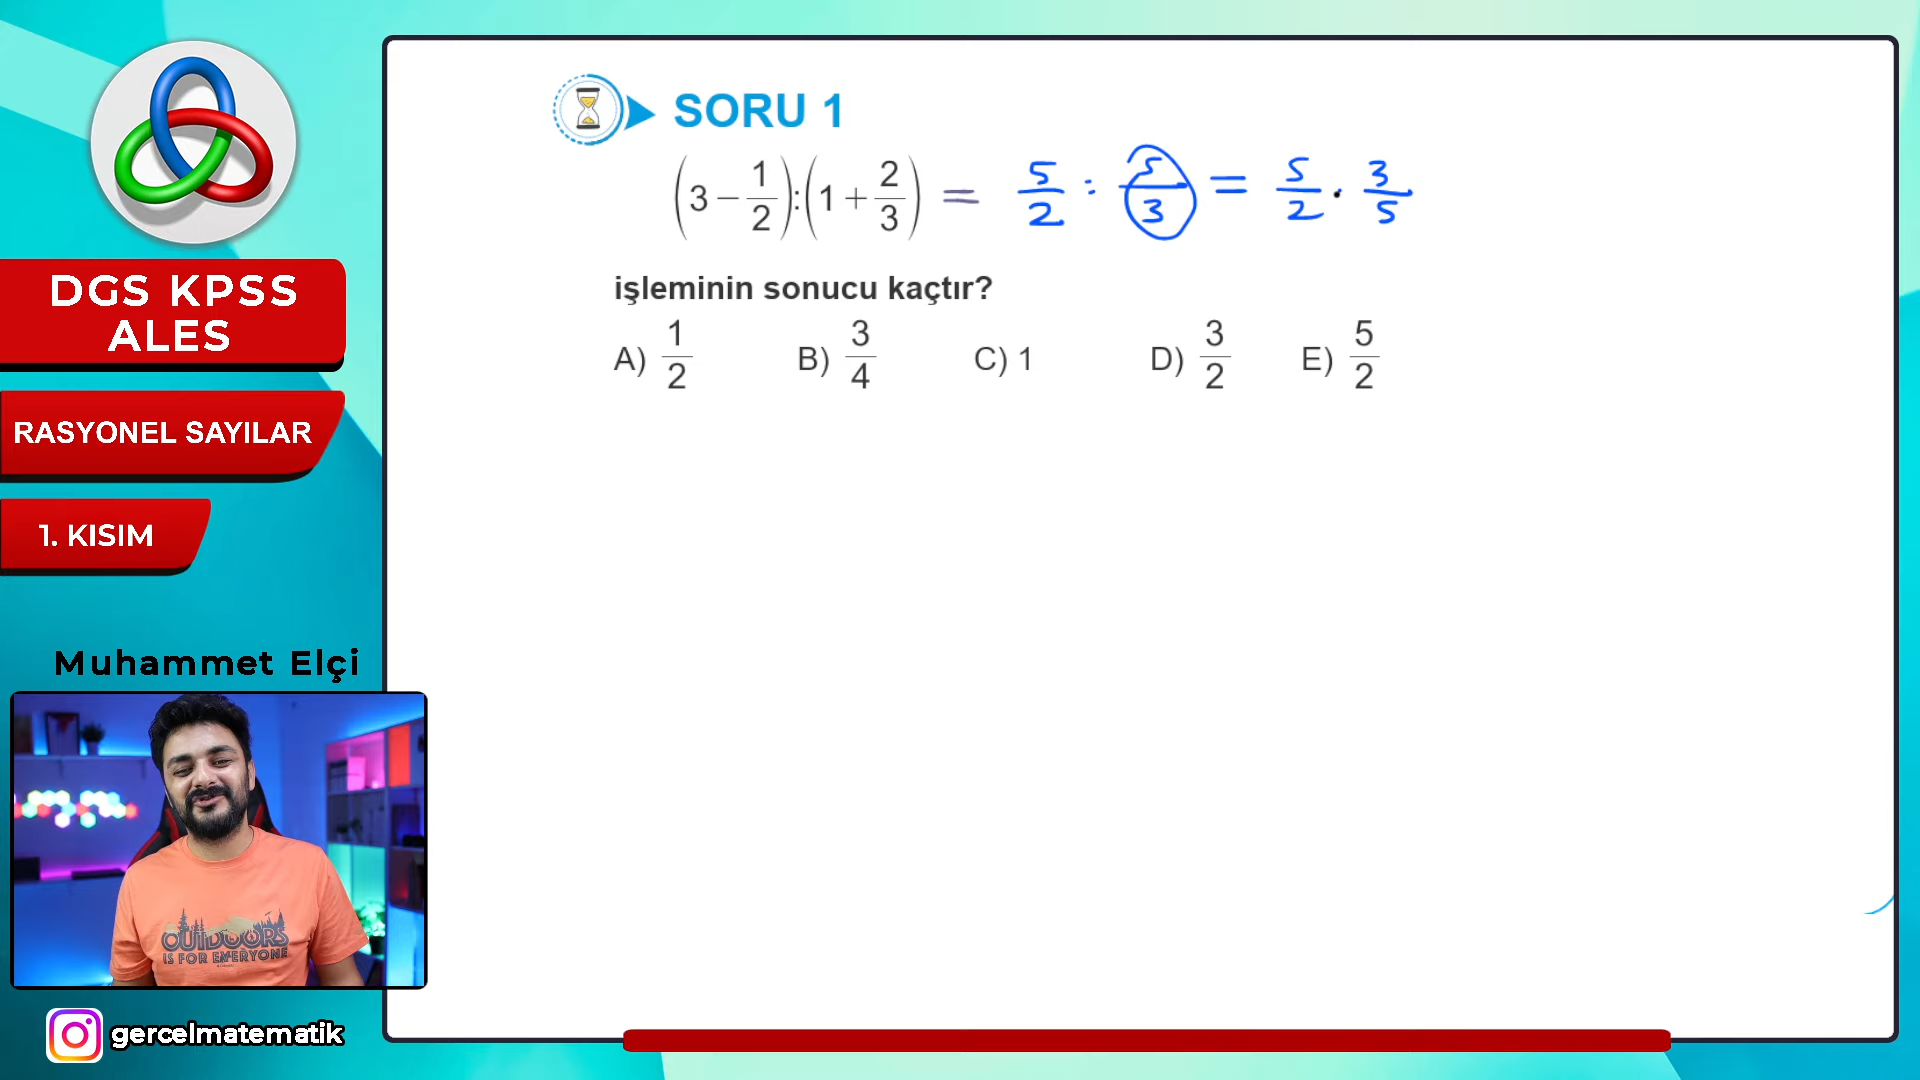 SORU 1
(3 − 1/2) : (1 + 2/3) = 5/2 : 5/3 = 5/2 · 3/5
işleminin sonucu kaçtır?
A) 1/2 B) 3/4 C) 1 D) 3/2 E) 5/2
DGS KPSS
ALES
RASYONEL SAYILAR
1. KISIM
Muhammet Elçi
OUTDOORS
IS FOR EVERYONE
gercelmatematik